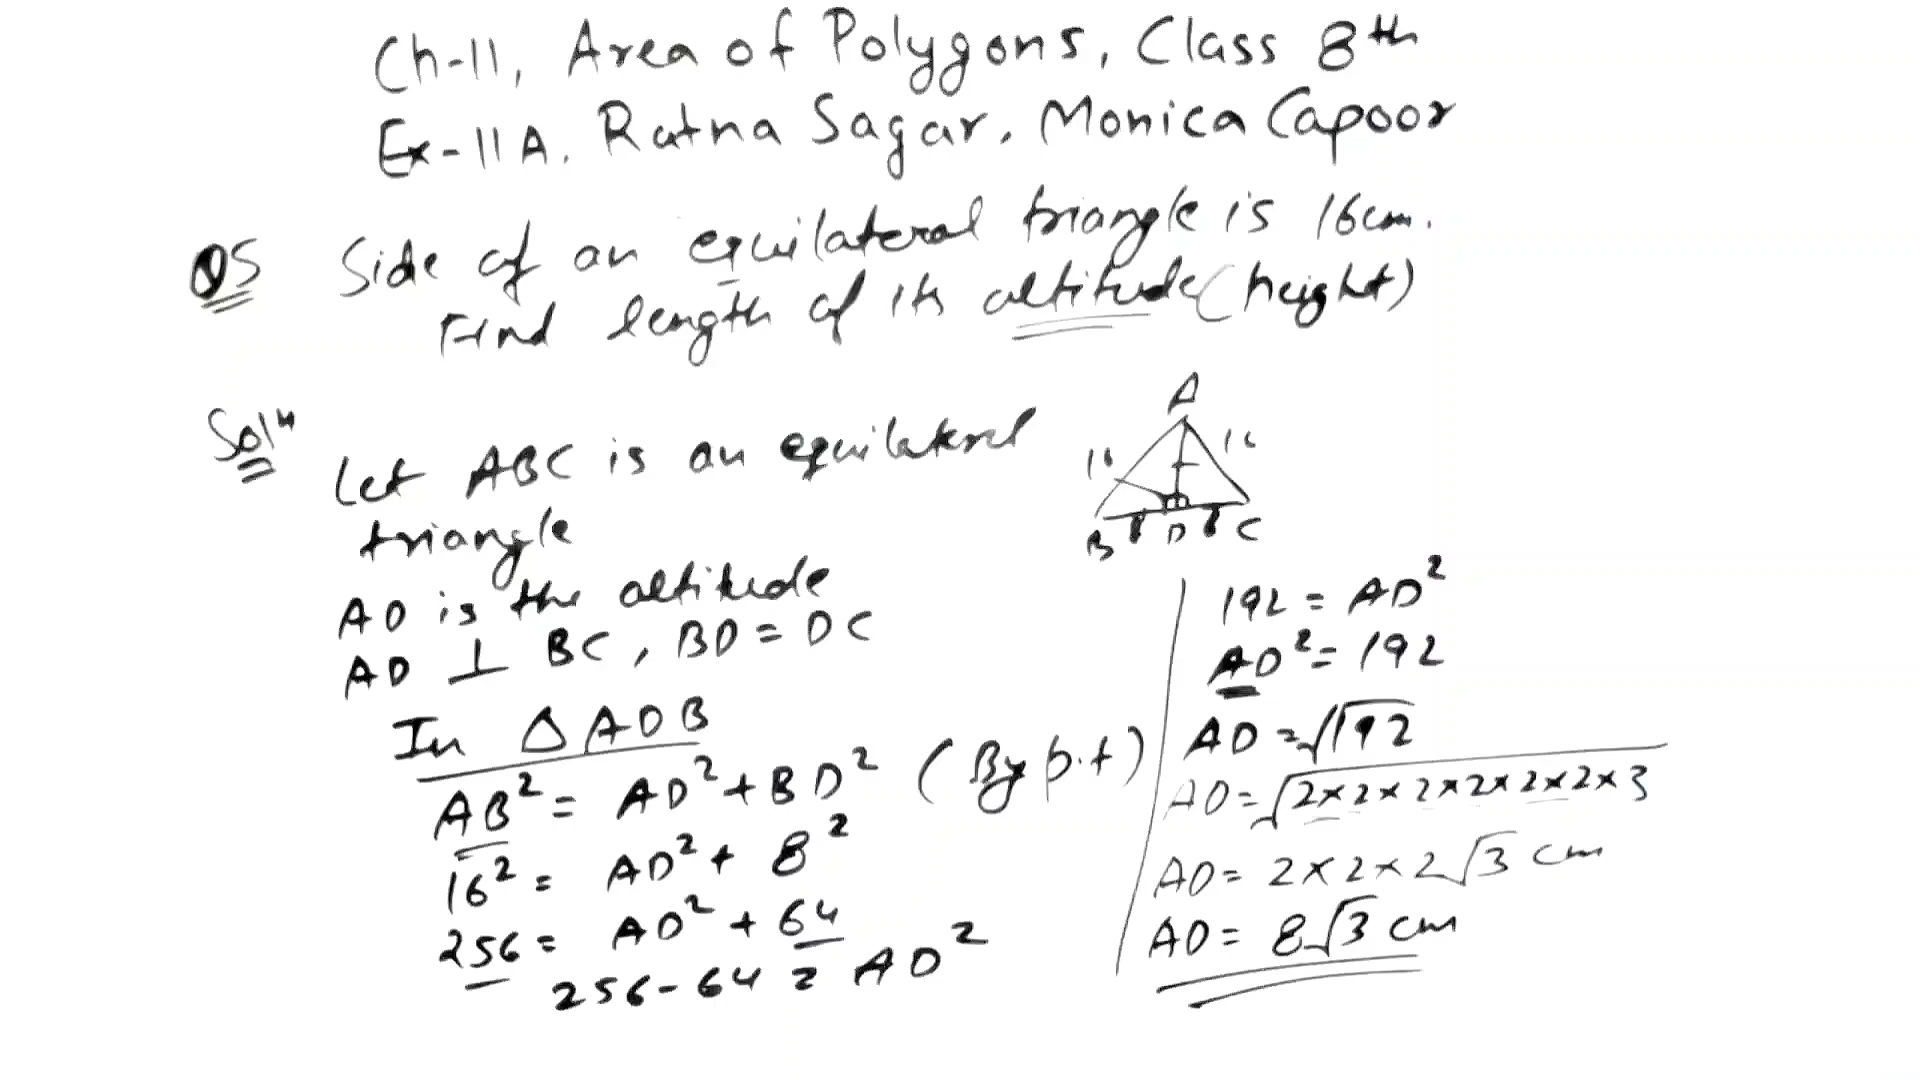 Ch-11, Area of Polygons, Class 8th
Ex-11A. Ratna Sagar. Monica Capoor
Q5 Side of an equilateral triangle is 16cm.
Find length of its altitude (height)
Soln
Let ABC is an equilateral
triangle
AD is the altitude
AD ⊥ BC, BD = DC
In △ADB
AB² = AD² + BD² (By p.t)
16² = AD² + 8²
256 = AD² + 64
256 - 64 = AD²
A
16 16
B D C
192 = AD²
AD² = 192
AD = √192
AD = √2×2×2×2×2×2×3
AD = 2×2×2√3 cm
AD = 8√3 cm